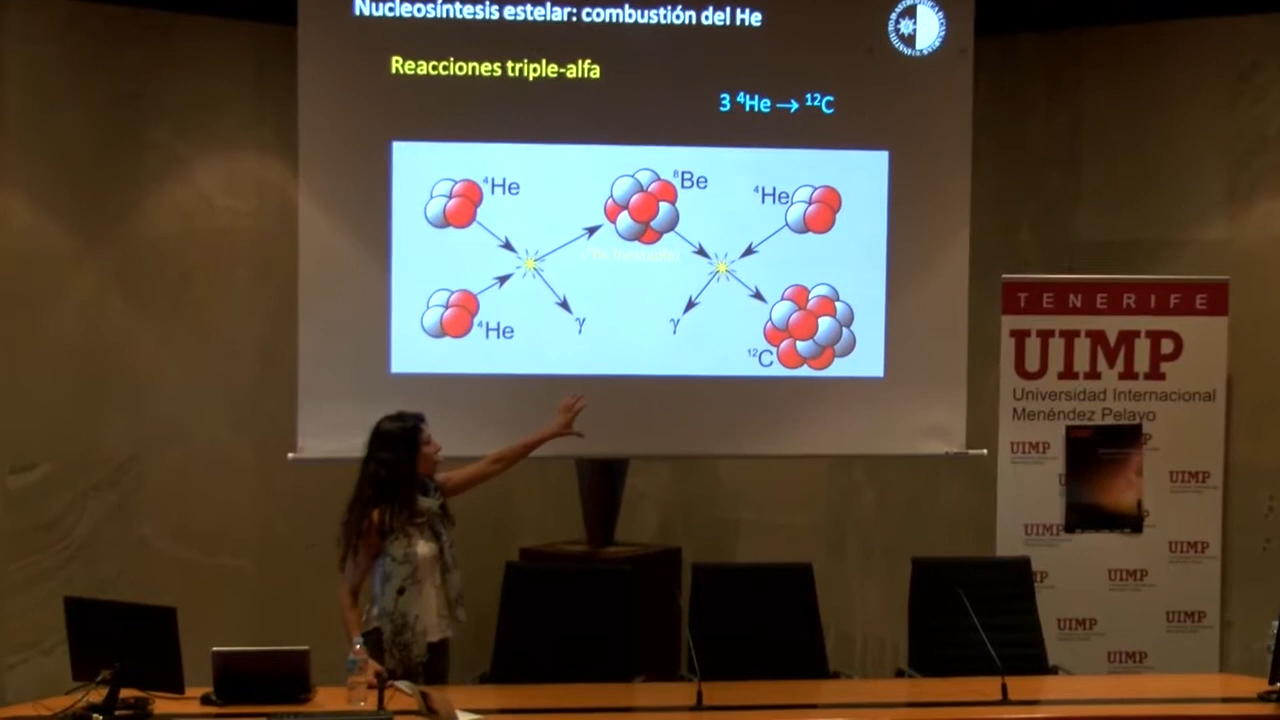 Nucleosíntesis estelar: combustión del He
Reacciones triple-alfa
3 ⁴He → ¹²C
⁴He
⁸Be
⁴He
⁴He
γ
γ
¹²C
TENERIFE
UIMP
Universidad Internacional
Menéndez Pelayo
UIMP
UIMP
UIMP
UIMP
UIMP
UIMP
UIMP
UIMP